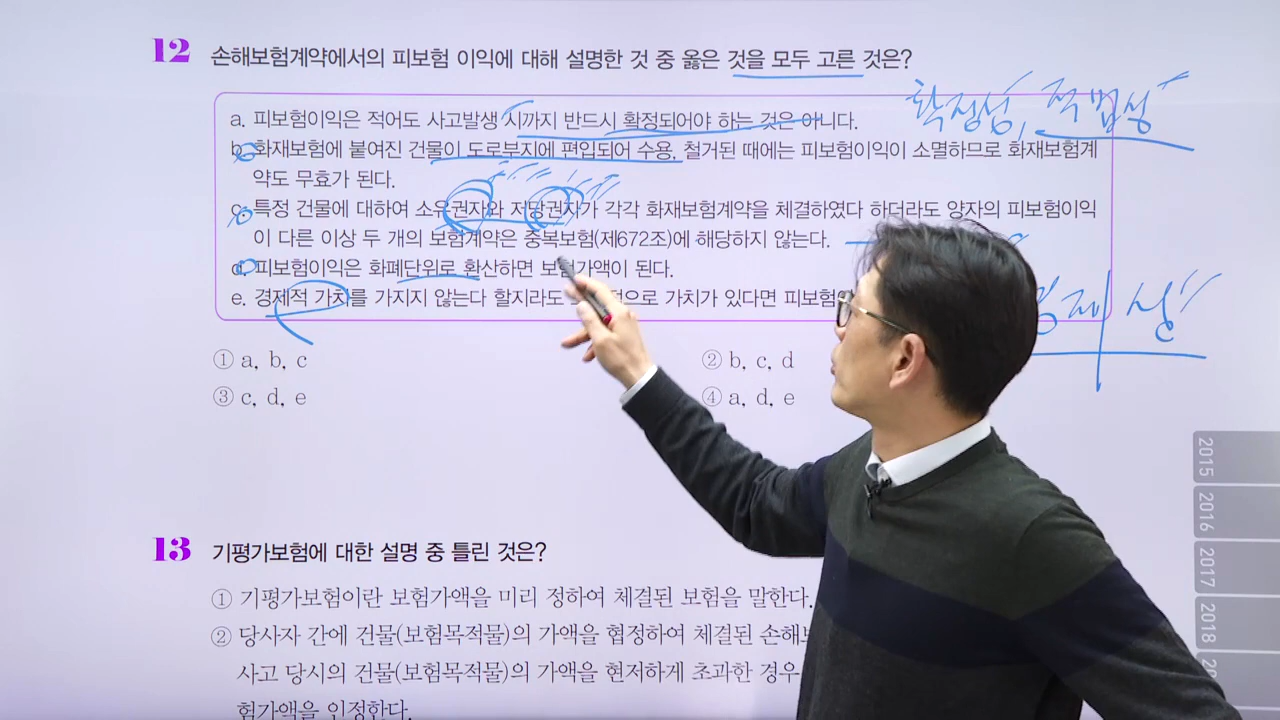 12 손해보험계약에서의 피보험 이익에 대해 설명한 것 중 옳은 것을 모두 고른 것은?
확정성, 적법성
a. 피보험이익은 적어도 사고발생 시까지 반드시 확정되어야 하는 것은 아니다.
b. 화재보험에 붙여진 건물이 도로부지에 편입되어 수용, 철거된 때에는 피보험이익이 소멸하므로 화재보험계
약도 무효가 된다.
c. 특정 건물에 대하여 소유권자와 저당권자가 각각 화재보험계약을 체결하였다 하더라도 양자의 피보험이익
이 다른 이상 두 개의 보험계약은 중복보험(제672조)에 해당하지 않는다.
d. 피보험이익은 화폐단위로 환산하면 보험가액이 된다.
e. 경제적 가치를 가지지 않는다 할지라도 으로 가치가 있다면 피보험
경제 상
① a, b, c
② b, c, d
③ c, d, e
④ a, d, e
2015
2016
2017
2018
13 기평가보험에 대한 설명 중 틀린 것은?
① 기평가보험이란 보험가액을 미리 정하여 체결된 보험을 말한다.
② 당사자 간에 건물(보험목적물)의 가액을 협정하여 체결된 손해
사고 당시의 건물(보험목적물)의 가액을 현저하게 초과한 경우
험가액을 인정한다.